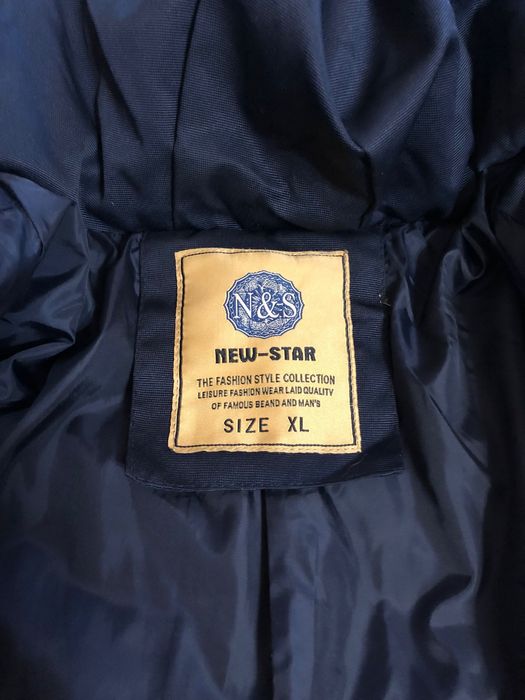 N&S
NEW-STAR
THE FASHION STYLE COLLECTION
LEISURE FASHION WEAR LAID QUALITY
OF FAMOUS BEAND AND MAN'S
SIZE XL